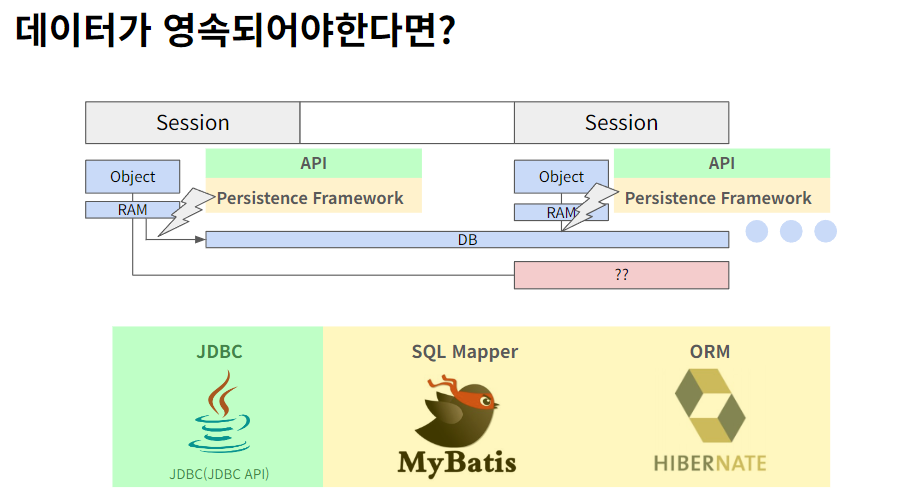 데이터가 영속되어야한다면?
Session
Session
API
API
Object
Object
Persistence Framework
Persistence Framework
RAM
RAM
DB
??
JDBC
SQL Mapper
ORM
MyBatis
HIBERNATE
JDBC(JDBC API)